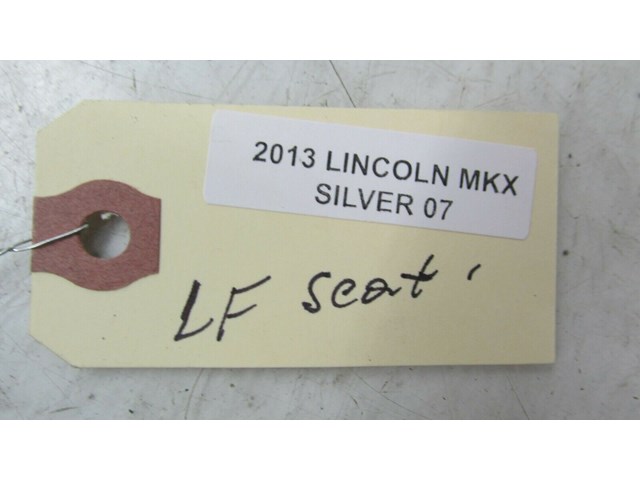 2013 LINCOLN MKX
SILVER 07
LF seat